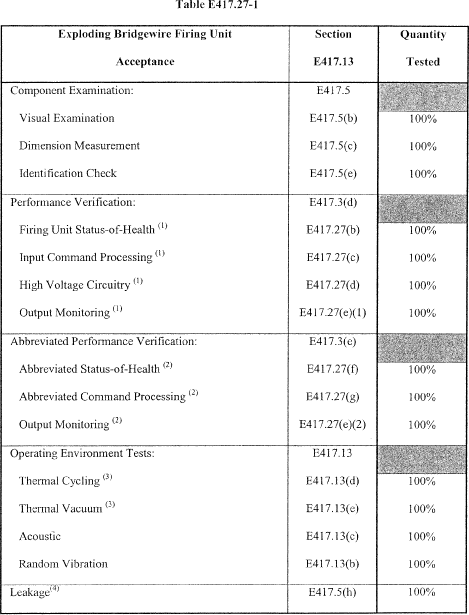 Table E417.27-1
Exploding Bridgewire Firing Unit Section Quantity
Acceptance E417.13 Tested
Component Examination: E417.5
Visual Examination E417.5(b) 100%
Dimension Measurement E417.5(c) 100%
Identification Check E417.5(e) 100%
Performance Verification: E417.3(d)
Firing Unit Status-of-Health (1) E417.27(b) 100%
Input Command Processing (1) E417.27(c) 100%
High Voltage Circuitry (1) E417.27(d) 100%
Output Monitoring (1) E417.27(e)(1) 100%
Abbreviated Performance Verification: E417.3(e)
Abbreviated Status-of-Health (2) E417.27(f) 100%
Abbreviated Command Processing (2) E417.27(g) 100%
Output Monitoring (2) E417.27(e)(2) 100%
Operating Environment Tests: E417.13
Thermal Cycling (3) E417.13(d) 100%
Thermal Vacuum (3) E417.13(e) 100%
Acoustic E417.13(c) 100%
Random Vibration E417.13(b) 100%
Leakage(4) E417.5(h) 100%